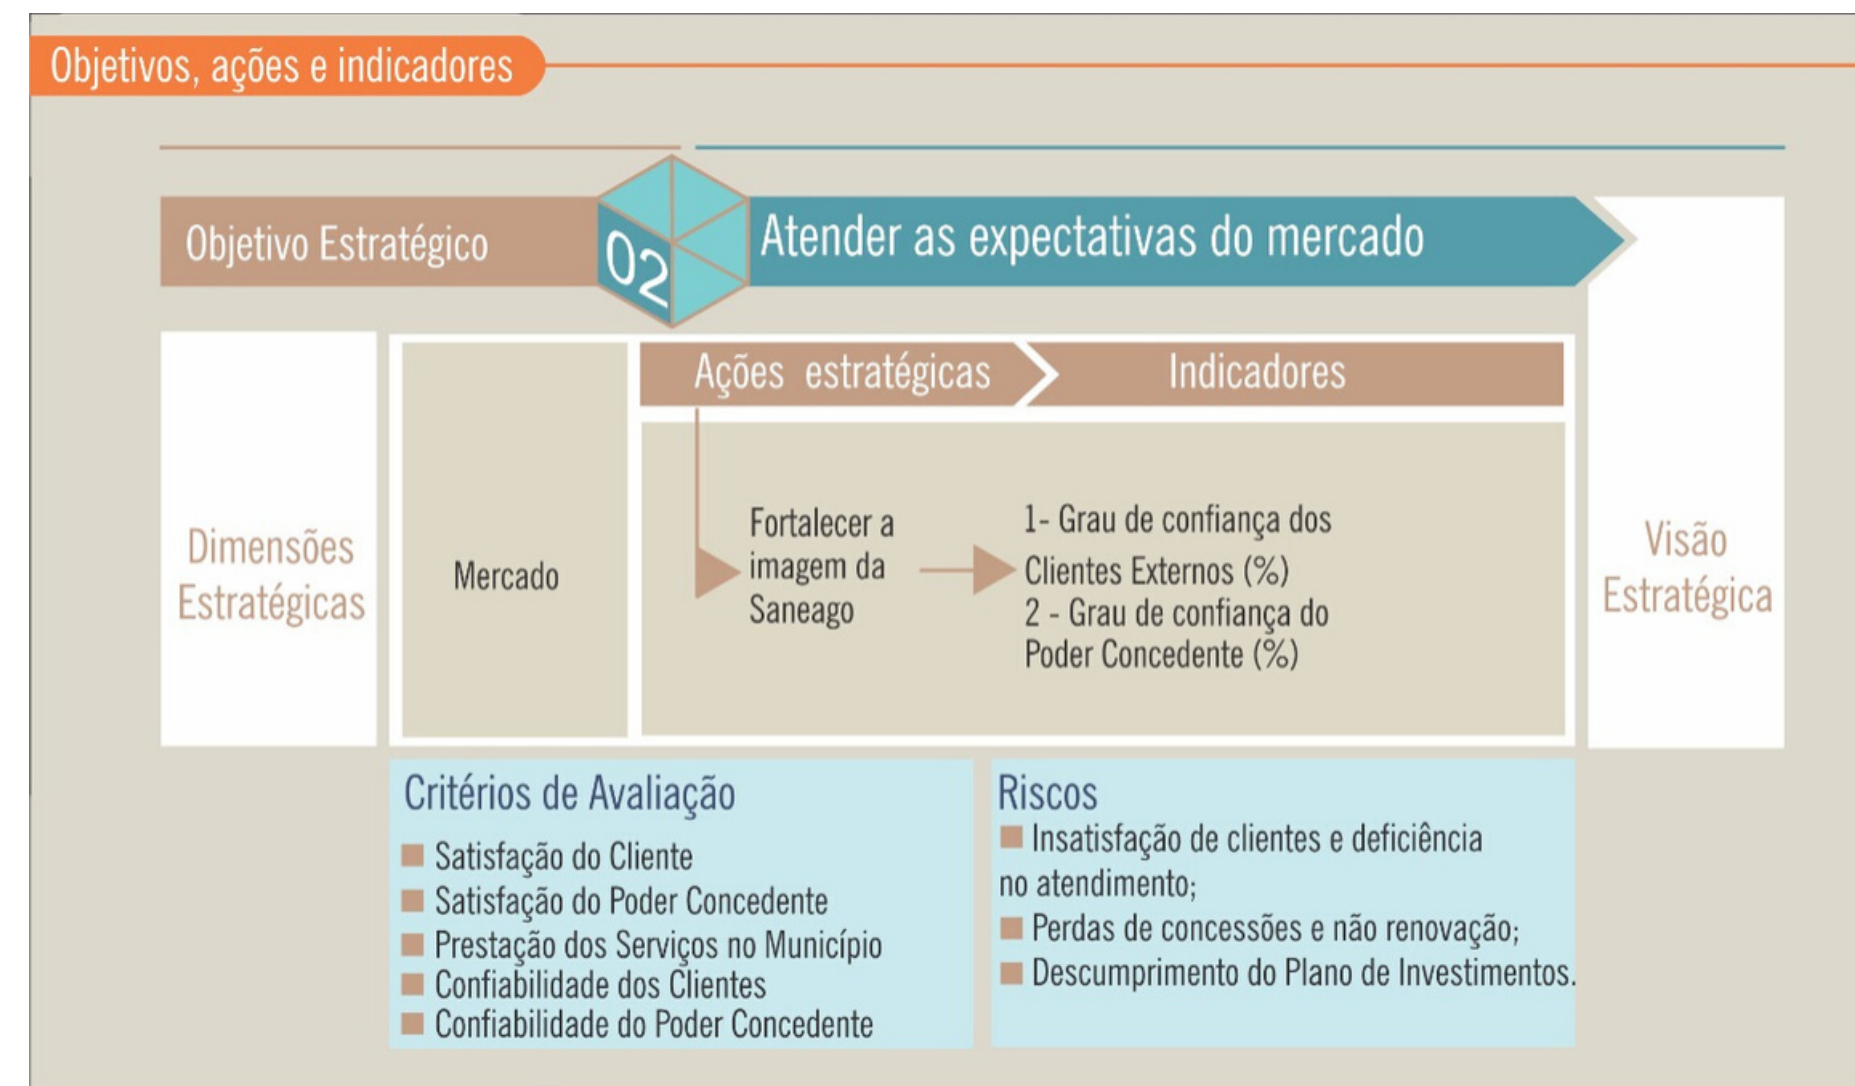 Objetivos, ações e indicadores
Objetivo Estratégico
02
Atender as expectativas do mercado
Dimensões
Estratégicas
Mercado
Ações estratégicas
Indicadores
Fortalecer a
imagem da
Saneago
1- Grau de confiança dos
Clientes Externos (%)
2 - Grau de confiança do
Poder Concedente (%)
Visão
Estratégica
Critérios de Avaliação
Satisfação do Cliente
Satisfação do Poder Concedente
Prestação dos Serviços no Município
Confiabilidade dos Clientes
Confiabilidade do Poder Concedente
Riscos
Insatisfação de clientes e deficiência
no atendimento;
Perdas de concessões e não renovação;
Descumprimento do Plano de Investimentos.